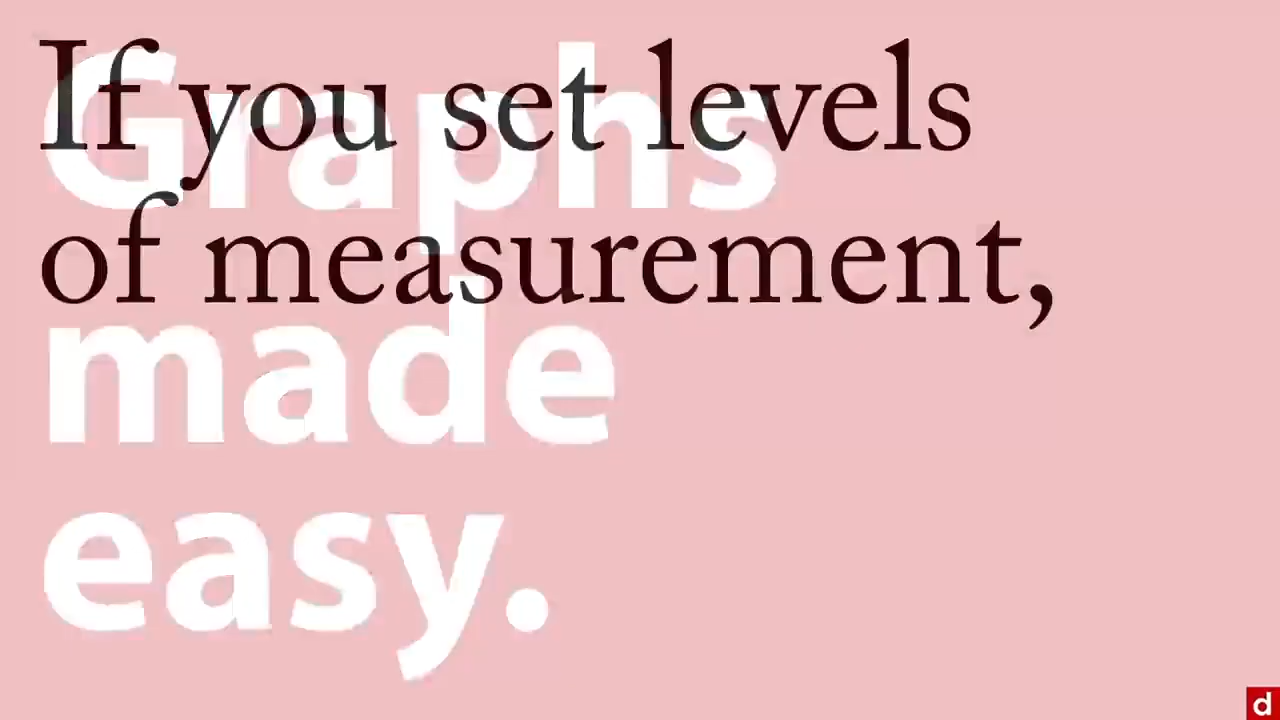 If you set levels
of measurement,
Graphs
made
easy.
d